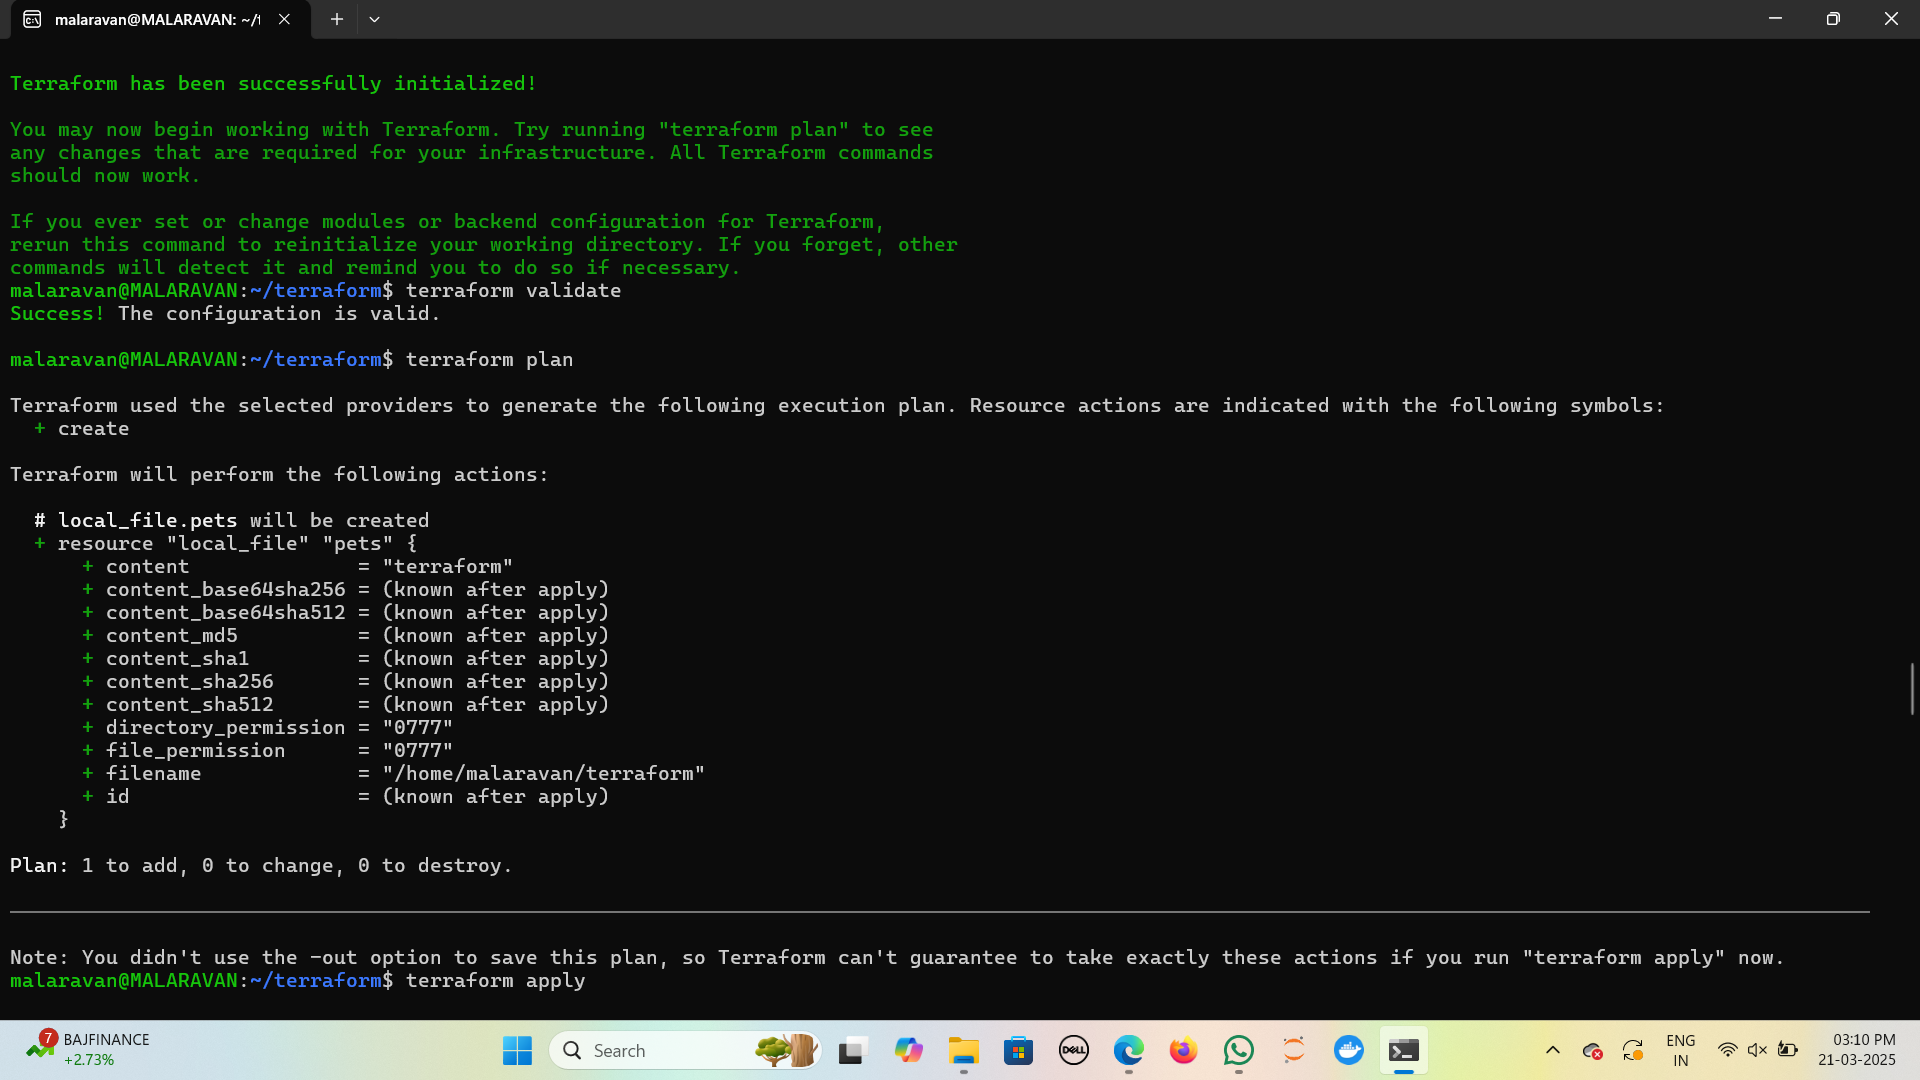 malaravan@MALARAVAN: ~/t
Terraform has been successfully initialized!
You may now begin working with Terraform. Try running "terraform plan" to see
any changes that are required for your infrastructure. All Terraform commands
should now work.
If you ever set or change modules or backend configuration for Terraform,
rerun this command to reinitialize your working directory. If you forget, other
commands will detect it and remind you to do so if necessary.
malaravan@MALARAVAN:~/terraform$ terraform validate
Success! The configuration is valid.
malaravan@MALARAVAN:~/terraform$ terraform plan
Terraform used the selected providers to generate the following execution plan. Resource actions are indicated with the following symbols:
+ create
Terraform will perform the following actions:
# local_file.pets will be created
+ resource "local_file" "pets" {
+ content = "terraform"
+ content_base64sha256 = (known after apply)
+ content_base64sha512 = (known after apply)
+ content_md5 = (known after apply)
+ content_sha1 = (known after apply)
+ content_sha256 = (known after apply)
+ content_sha512 = (known after apply)
+ directory_permission = "0777"
+ file_permission = "0777"
+ filename = "/home/malaravan/terraform"
+ id = (known after apply)
}
Plan: 1 to add, 0 to change, 0 to destroy.
Note: You didn't use the -out option to save this plan, so Terraform can't guarantee to take exactly these actions if you run "terraform apply" now.
malaravan@MALARAVAN:~/terraform$ terraform apply
7
BAJFINANCE
+2.73%
Search
DELL
ENG
IN
03:10 PM
21-03-2025